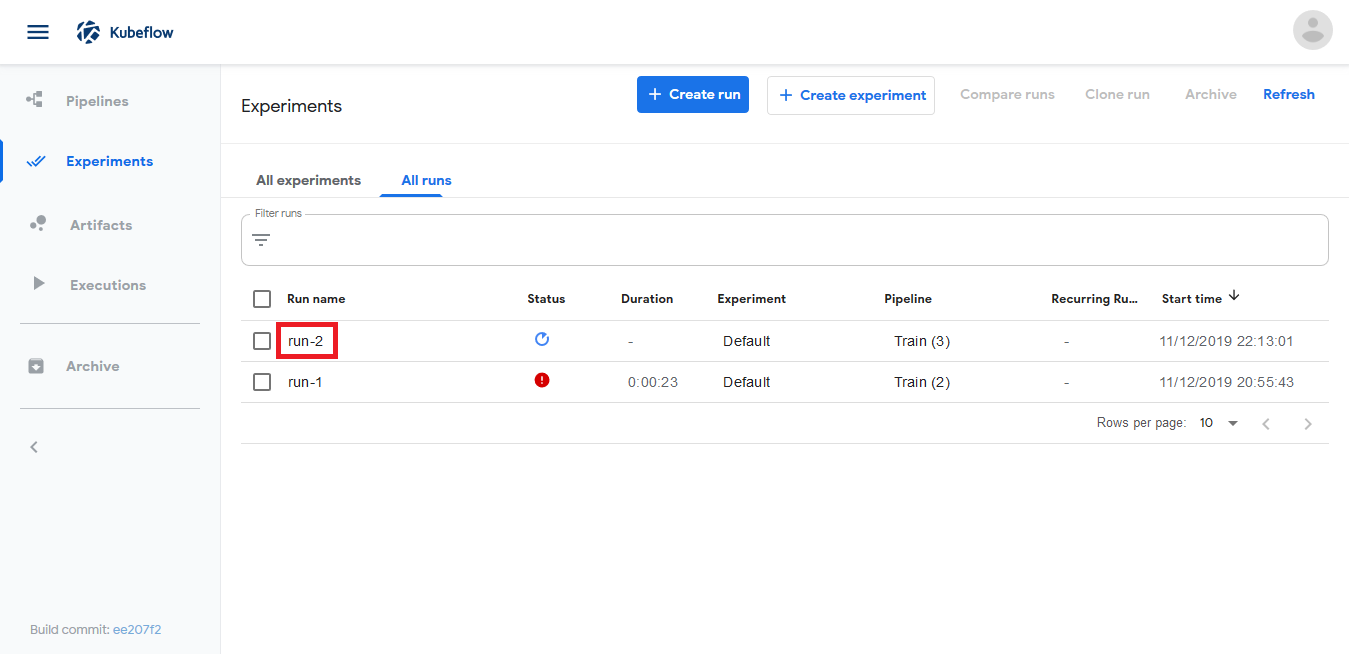 Kubeflow
Pipelines
Experiments
Artifacts
Executions
Archive
Build commit: ee207f2
Experiments
+ Create run + Create experiment Compare runs Clone run Archive Refresh
All experiments All runs
Filter runs
Run name Status Duration Experiment Pipeline Recurring Ru... Start time
run-2 - Default Train (3) - 11/12/2019 22:13:01
run-1 0:00:23 Default Train (2) - 11/12/2019 20:55:43
Rows per page: 10